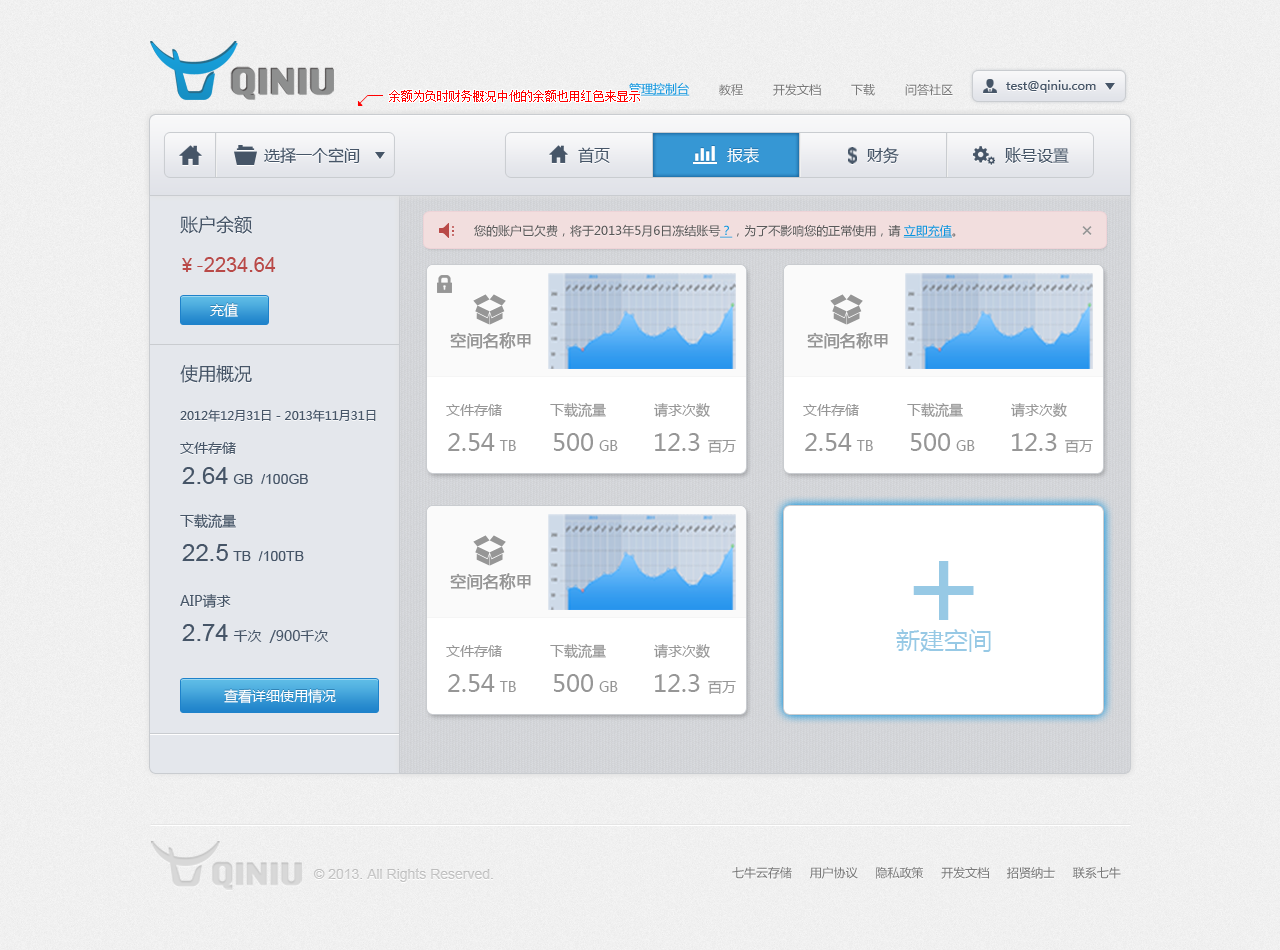 QINIU
余额为负时财务概况中他的余额也用红色来显示
管理控制台 教程 开发文档 下载 问答社区 test@qiniu.com
选择一个空间 首页 报表 $ 财务 账号设置
账户余额
¥ -2234.64
充值
使用概况
2012年12月31日 - 2013年11月31日
文件存储
2.64 GB /100GB
下载流量
22.5 TB /100TB
AIP请求
2.74 千次 /900千次
查看详细使用情况
您的账户已欠费，将于2013年5月6日冻结账号 ? ，为了不影响您的正常使用，请 立即充值。 ×
空间名称甲
文件存储 下载流量 请求次数
2.54 TB 500 GB 12.3 百万
空间名称甲
文件存储 下载流量 请求次数
2.54 TB 500 GB 12.3 百万
空间名称甲
文件存储 下载流量 请求次数
2.54 TB 500 GB 12.3 百万
新建空间
QINIU © 2013. All Rights Reserved.
七牛云存储 用户协议 隐私政策 开发文档 招贤纳士 联系七牛